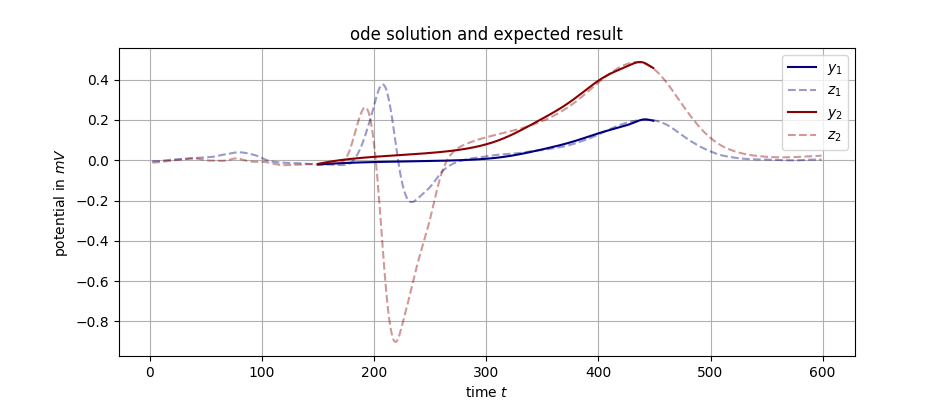 ode solution and expected result
potential in mV
0.4
0.2
0.0
−0.2
−0.4
−0.6
−0.8
y₁
z₁
y₂
z₂
0 100 200 300 400 500 600
time t